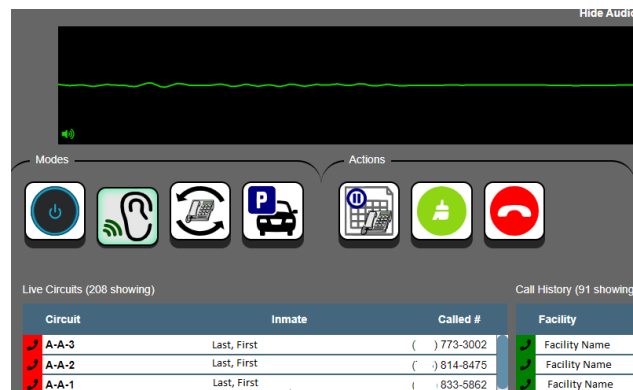 Hide Audio
Modes
Actions
P
Live Circuits (208 showing)
Call History (91 showing
Circuit Inmate Called # Facility
A-A-3 Last, First ( ) 773-3002 Facility Name
A-A-2 Last, First ( ) 814-8475 Facility Name
A-A-1 Last, First ( 833-5862 Facility Name